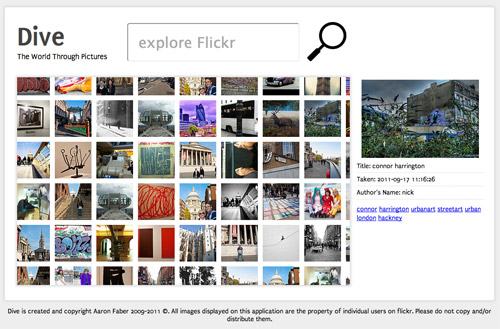 Dive
The World Through Pictures
explore Flickr
Title: connor harrington
Taken: 2011-09-17 11:16:26
Author's Name: nick
connor harrington urbanart streetart urban
london hackney
Dive is created and copyright Aaron Faber 2009-2011 ©. All images displayed on this application are the property of individual users on flickr. Please do not copy and/or
distribute them.